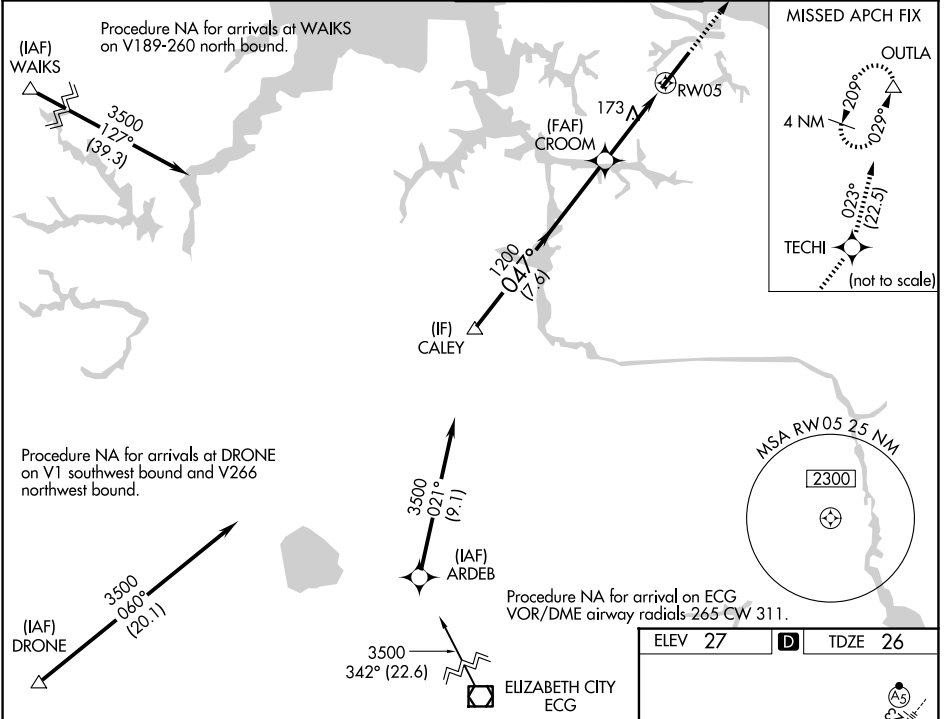 Procedure NA for arrivals at WAIKS
on V189-260 north bound.
(IAF)
WAIKS
3500
127°
(39.3)
173
RW05
(FAF)
CROOM
1200
047°
(7.6)
(IF)
CALEY
MISSED APCH FIX
OUTLA
209°
029°
4 NM
023°
(22.5)
TECHI
(not to scale)
Procedure NA for arrivals at DRONE
on V1 southwest bound and V266
northwest bound.
3500
060°
(20.1)
(IAF)
DRONE
3500
021°
(9.1)
(IAF)
ARDEB
MSA RW05 25 NM
2300
Procedure NA for arrival on ECG
VOR/DME airway radials 265 CW 311.
3500
342° (22.6)
ELIZABETH CITY
ECG
ELEV 27
D
TDZE 26
A5